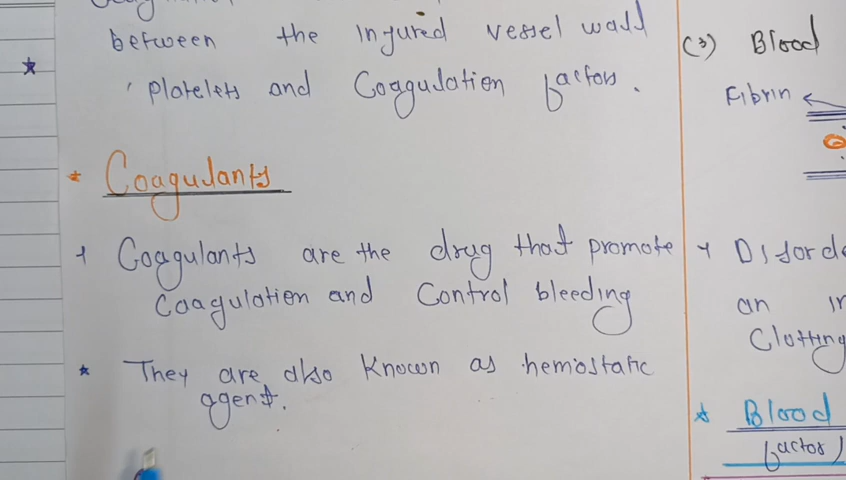 between the Injured vessel wall
platelets and Coagulation factors.
* Coagulants
Coagulants are the drug that promote
coagulation and Control bleeding
* They are also Known as hemostatic
agent.
(3) Blood
Fibrin
an
Clotting
* Blood
factor)